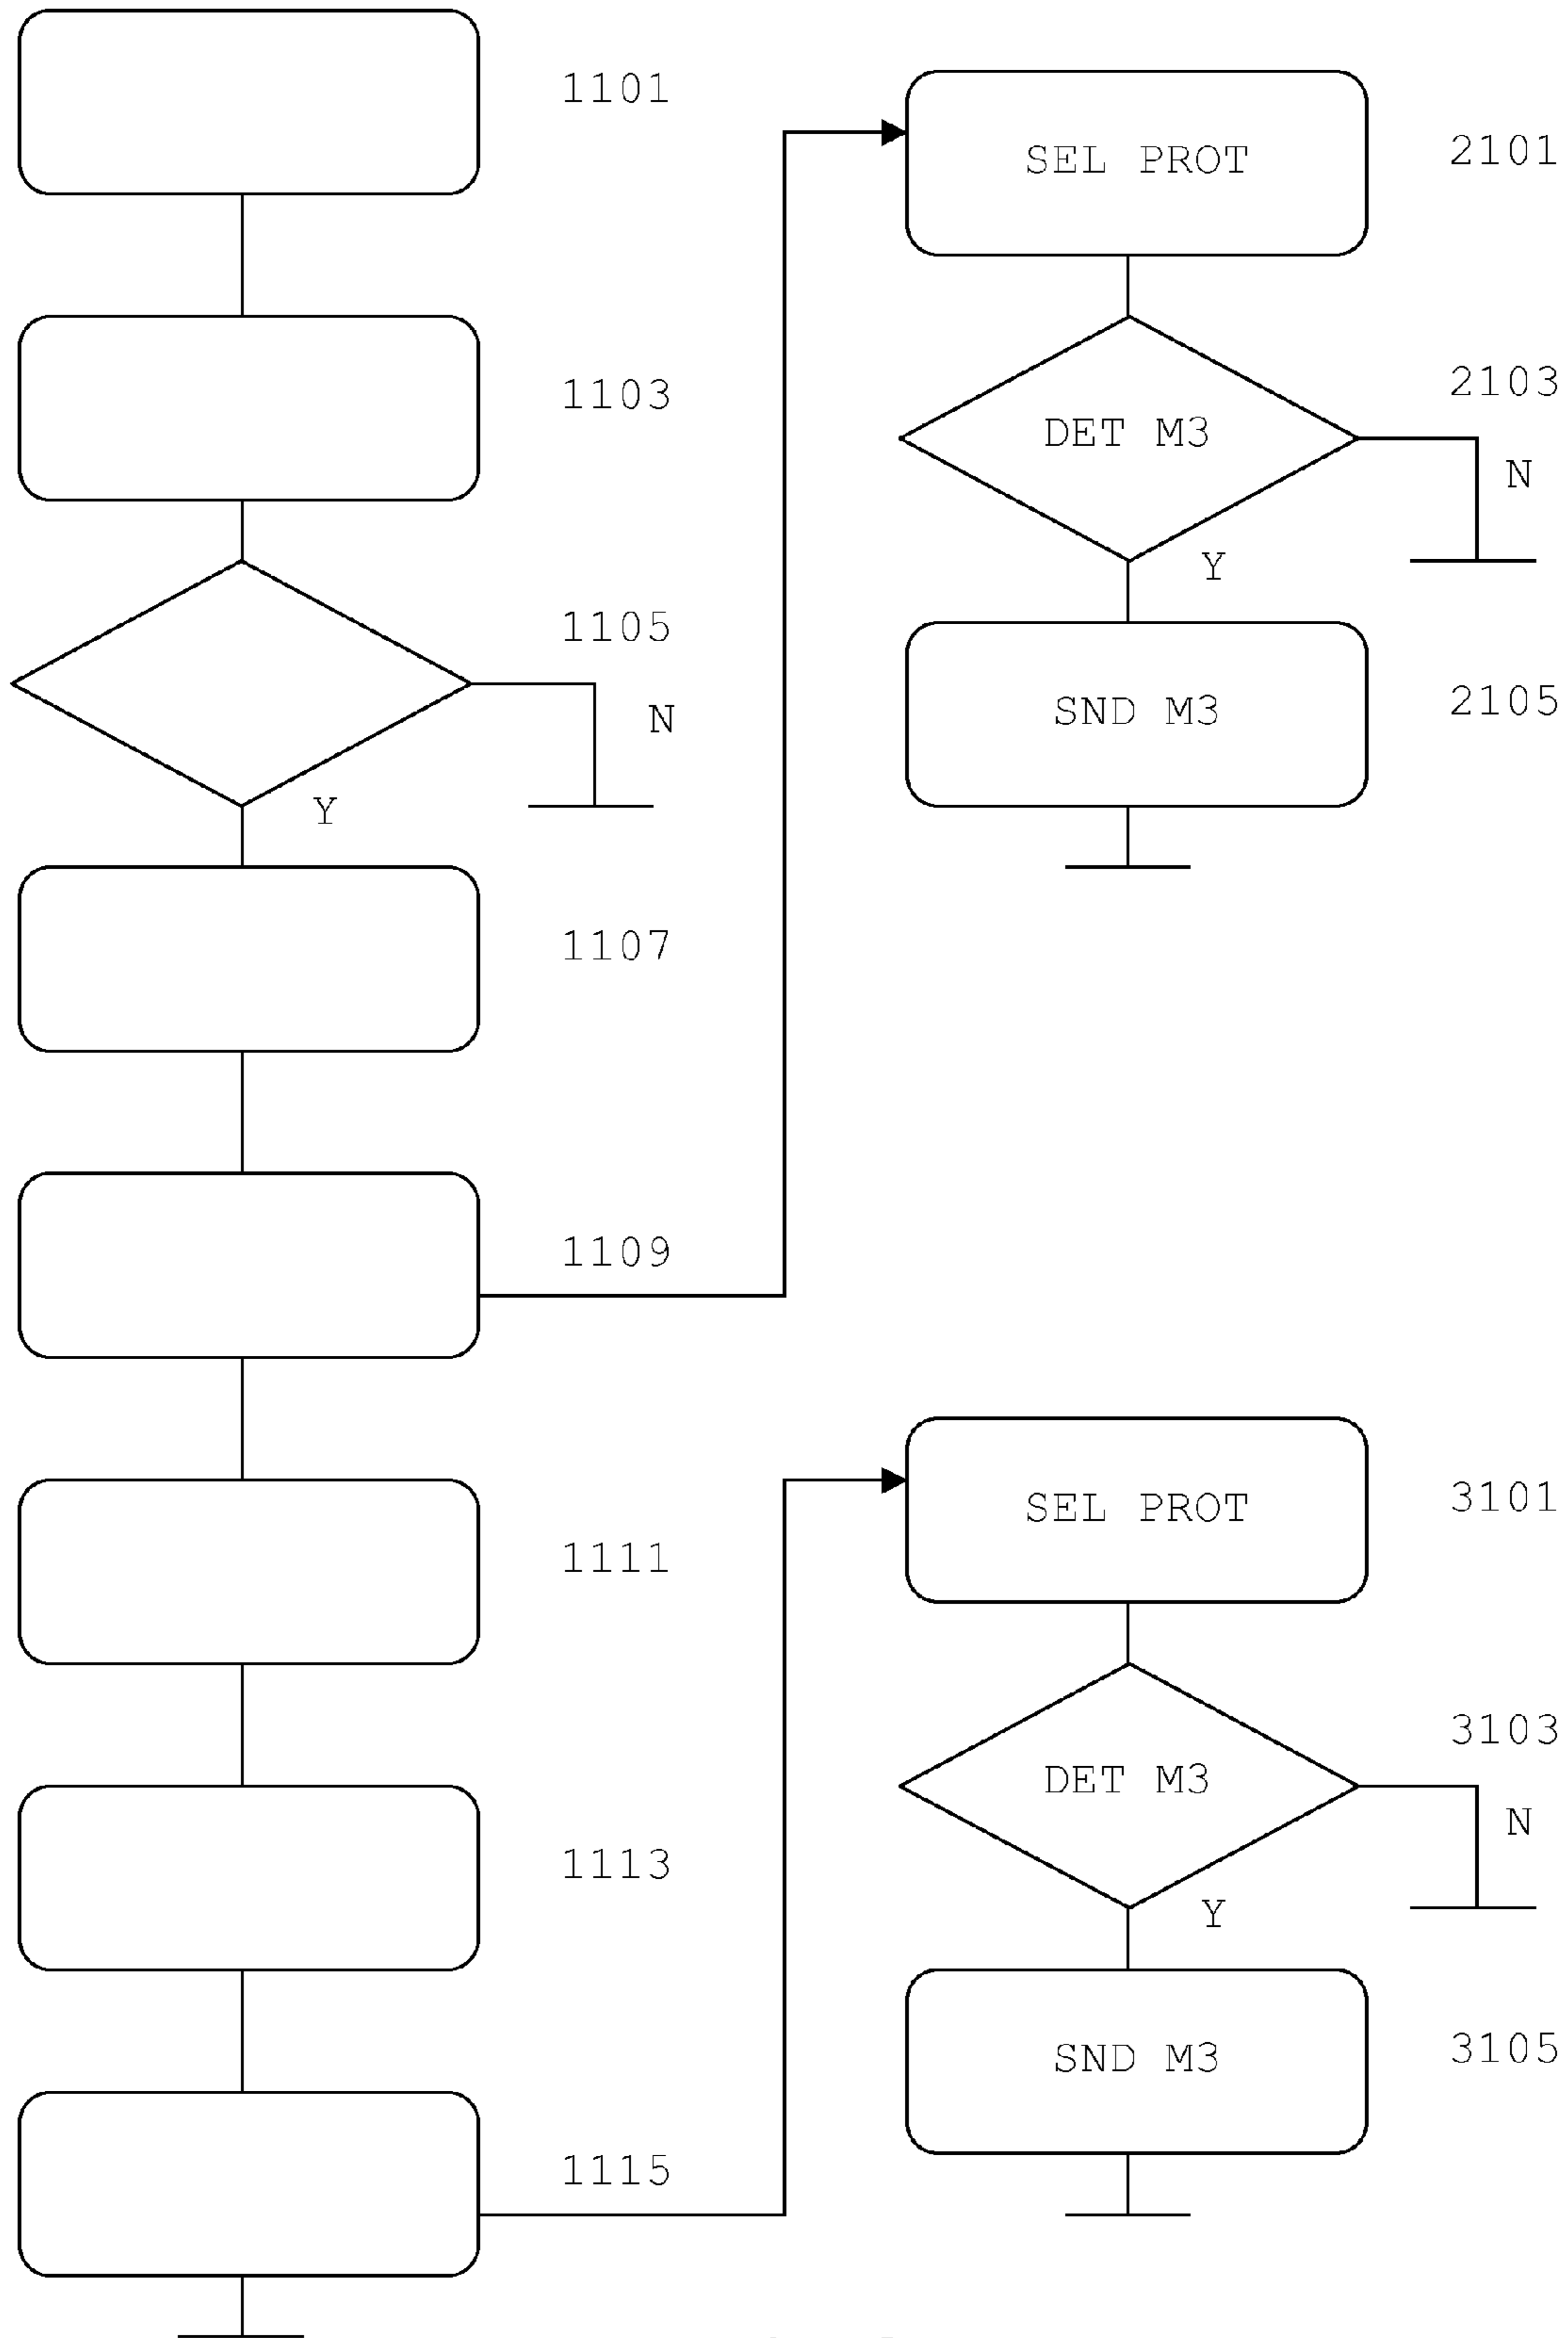 1101
1103
1105
N
Y
1107
1109
1111
1113
1115
SEL PROT
2101
DET M3
2103
N
Y
SND M3
2105
SEL PROT
3101
DET M3
3103
N
Y
SND M3
3105